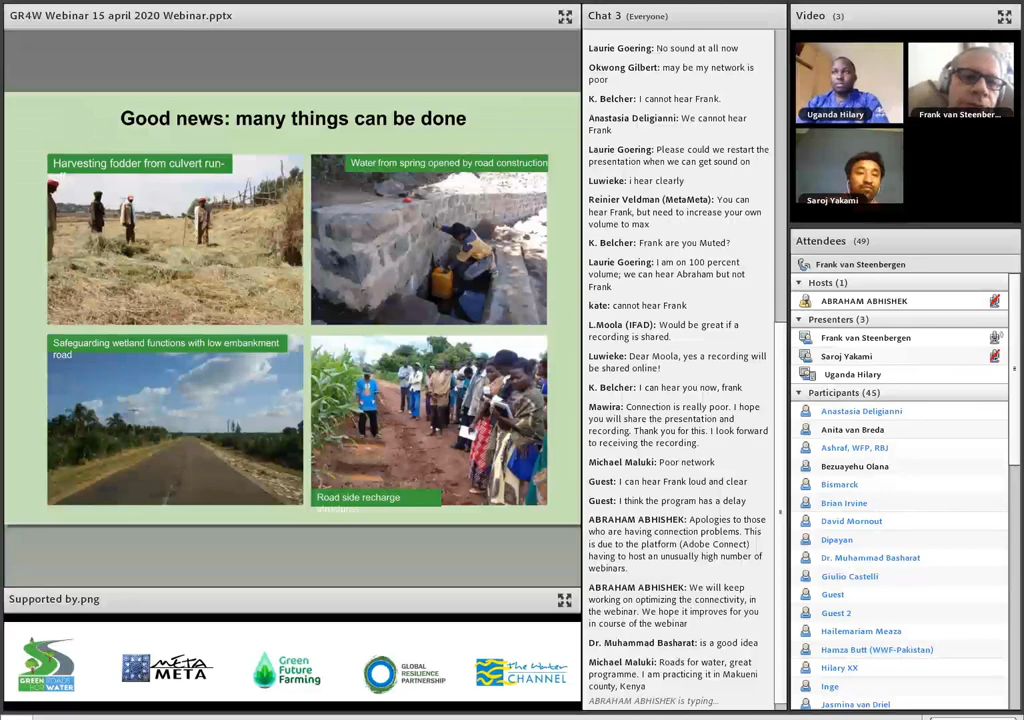 GR4W Webinar 15 april 2020 Webinar.pptx
Good news: many things can be done
Harvesting fodder from culvert run-
Water from spring opened by road construction
Safeguarding wetland functions with low embankment
road
Road side recharge
Supported by.png
GREEN ROADS
FOR WATER
META
META
Green
Future
Farming
GLOBAL
RESILIENCE
PARTNERSHIP
The Water
CHANNEL
Chat 3 (Everyone)
Laurie Goering: No sound at all now
Okwong Gilbert: may be my network is
poor
K. Belcher: I cannot hear Frank.
Anastasia Deligianni: We cannot hear
Frank
Laurie Goering: Please could we restart the
presentation when we can get sound on
Luwieke: i hear clearly
Reinier Veldman (MetaMeta): You can
hear Frank, but need to increase your own
volume to max
K. Belcher: Frank are you Muted?
Laurie Goering: I am on 100 percent
volume; we can hear Abraham but not
Frank
kate: cannot hear Frank
L.Moola (IFAD): Would be great if a
recording is shared.
Luwieke: Dear Moola, yes a recording will
be shared online!
K. Belcher: I can hear you now, frank
Mawira: Connection is really poor. I hope
you will share the presentation and
recording. Thank you for this. I look forward
to receiving the recording.
Michael Maluki: Poor network
Guest: I can hear Frank loud and clear
Guest: I think the program has a delay
ABRAHAM ABHISHEK: Apologies to those
who are having connection problems. This
is due to the platform (Adobe Connect)
having to host an unusually high number of
webinars.
ABRAHAM ABHISHEK: We will keep
working on optimizing the connectivity, in
the webinar. We hope it improves for you
in course of the webinar
Dr. Muhammad Basharat: is a good idea
Michael Maluki: Roads for water, great
programme. I am practicing it in Makueni
county, Kenya
ABRAHAM ABHISHEK is typing...
Video (3)
Uganda Hilary
Frank van Steenber...
Saroj Yakami
Attendees (49)
Frank van Steenbergen
Hosts (1)
ABRAHAM ABHISHEK
Presenters (3)
Frank van Steenbergen
Saroj Yakami
Uganda Hilary
Participants (45)
Anastasia Deligianni
Anita van Breda
Ashraf, WFP, RBJ
Bezuayehu Olana
Bismarck
Brian Irvine
David Mornout
Dipayan
Dr. Muhammad Basharat
Giulio Castelli
Guest
Guest 2
Hailemariam Meaza
Hamza Butt (WWF-Pakistan)
Hilary XX
Inge
Jasmina van Driel